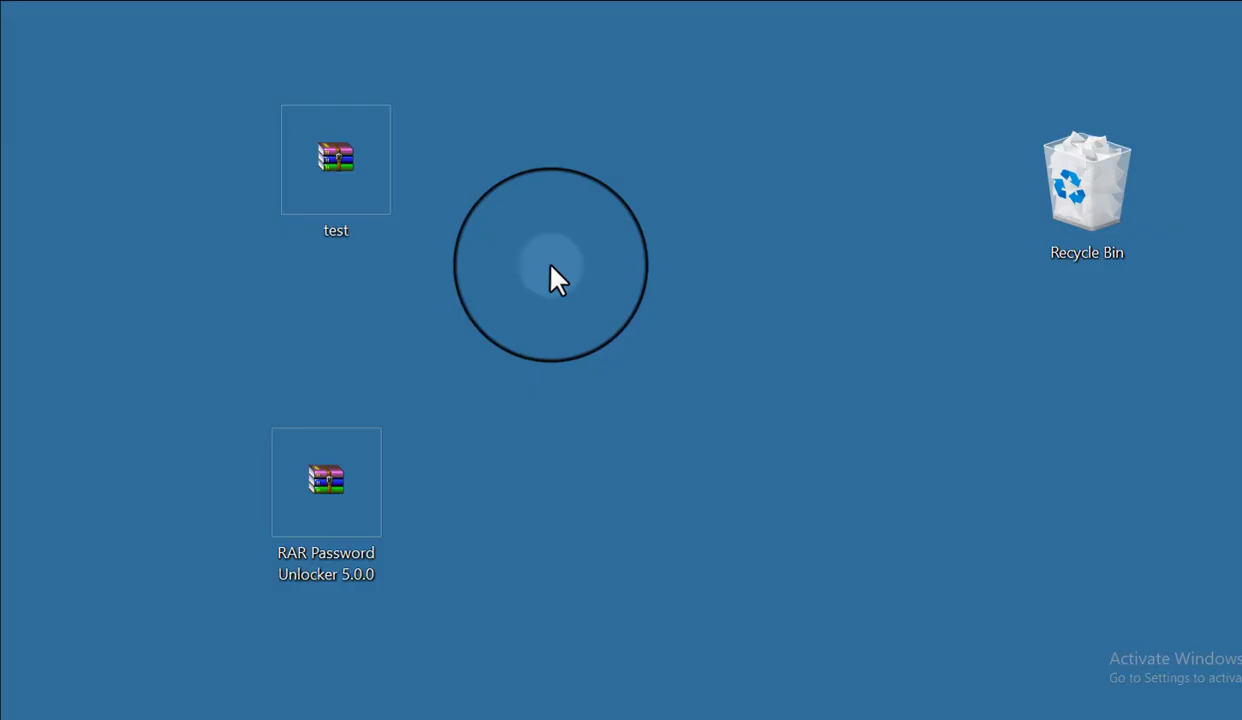 test
Recycle Bin
RAR Password
Unlocker 5.0.0
Activate Windows
Go to Settings to activa